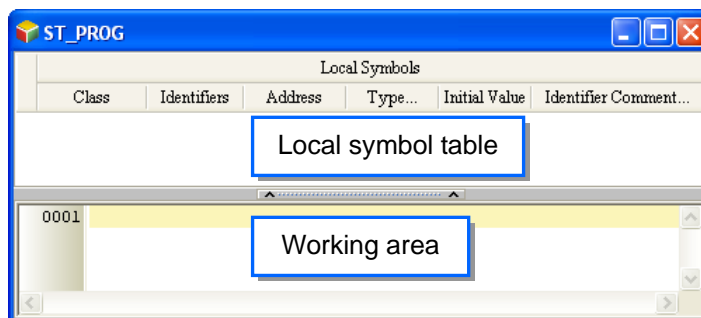 ST_PROG
Local Symbols
Class Identifiers Address Type... Initial Value Identifier Comment...
Local symbol table
0001
Working area